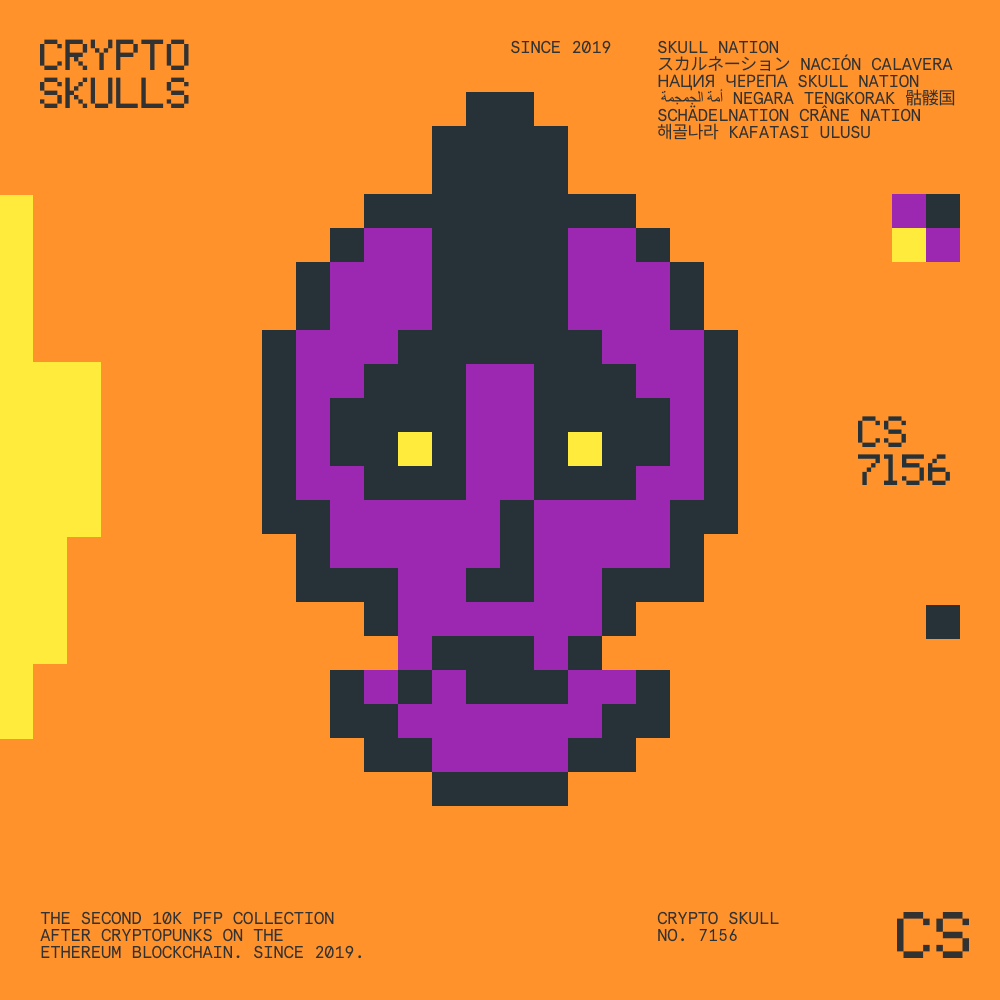 CRYPTO
SKULLS
SINCE 2019
SKULL NATION
スカルネーション NACIÓN CALAVERA
НАЦИЯ ЧЕРЕПА SKULL NATION
أمة الجمجمة NEGARA TENGKORAK 骷髅国
SCHÄDELNATION CRÂNE NATION
해골나라 KAFATASI ULUSU
CS
7156
THE SECOND 10K PFP COLLECTION
AFTER CRYPTOPUNKS ON THE
ETHEREUM BLOCKCHAIN. SINCE 2019.
CRYPTO SKULL
NO. 7156
CS